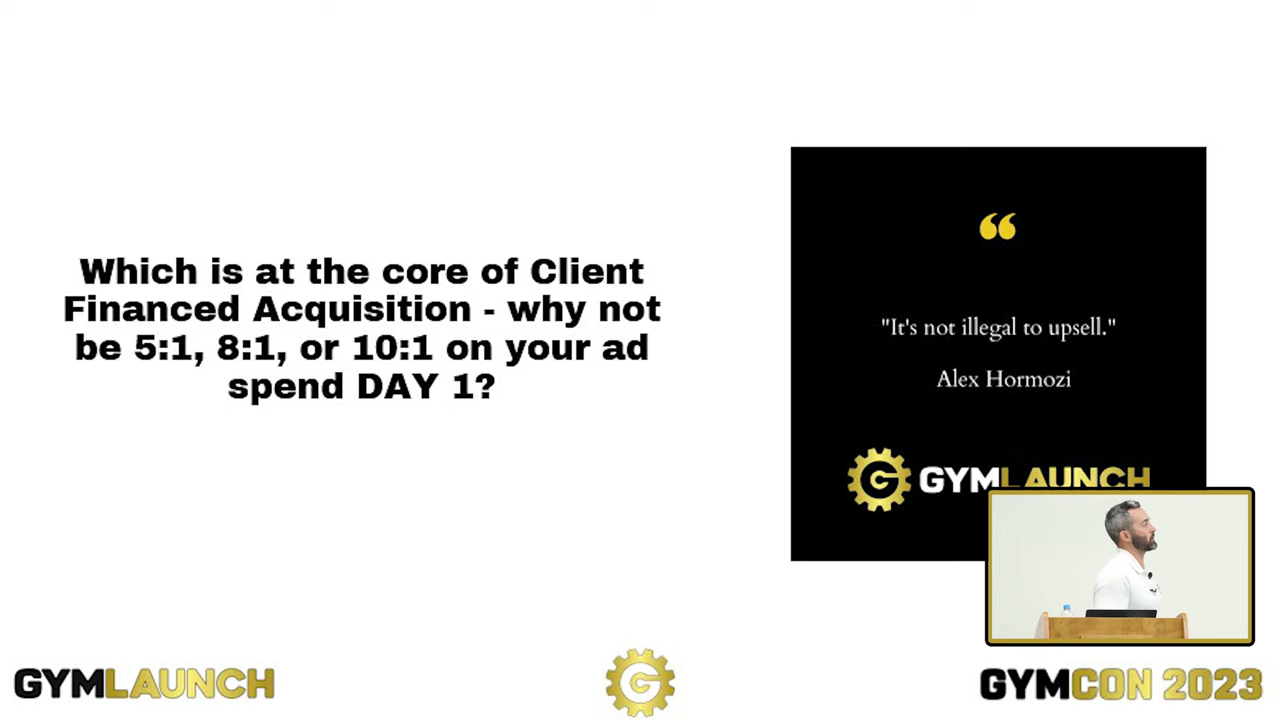 Which is at the core of Client
Financed Acquisition - why not
be 5:1, 8:1, or 10:1 on your ad
spend DAY 1?
“
"It's not illegal to upsell."
Alex Hormozi
G GYMLAUNCH
GYMLAUNCH
G
GYMCON 2023